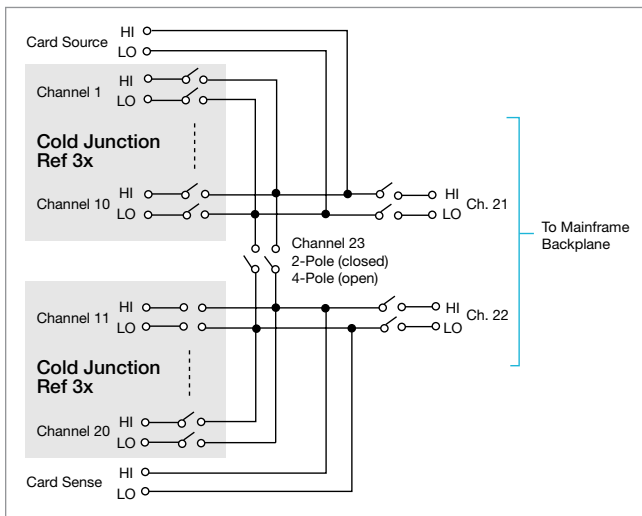 Card Source HI
LO
Channel 1 HI
LO
Cold Junction
Ref 3x
Channel 10 HI
LO
HI
LO
Ch. 21
To Mainframe
Backplane
Channel 23
2-Pole (closed)
4-Pole (open)
Channel 11 HI
LO
HI
LO
Ch. 22
Cold Junction
Ref 3x
Channel 20 HI
LO
Card Sense HI
LO